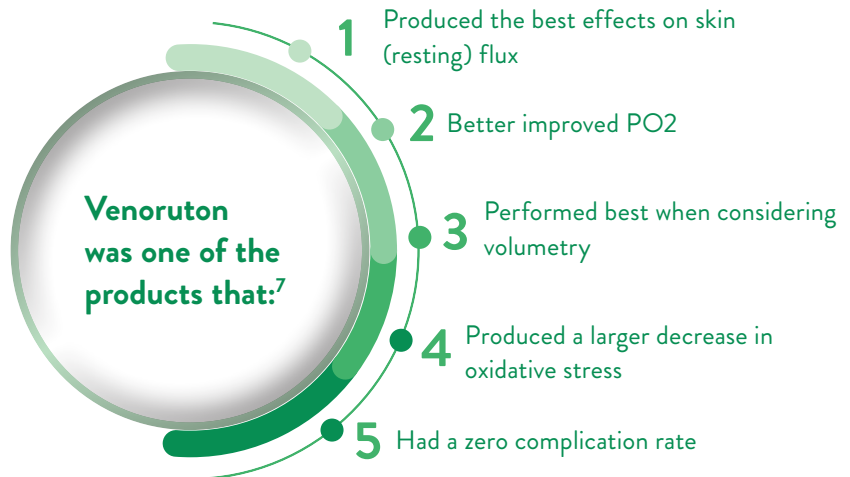 Venoruton
was one of the
products that:7
1 Produced the best effects on skin
(resting) flux
2 Better improved PO2
3 Performed best when considering
volumetry
4 Produced a larger decrease in
oxidative stress
5 Had a zero complication rate